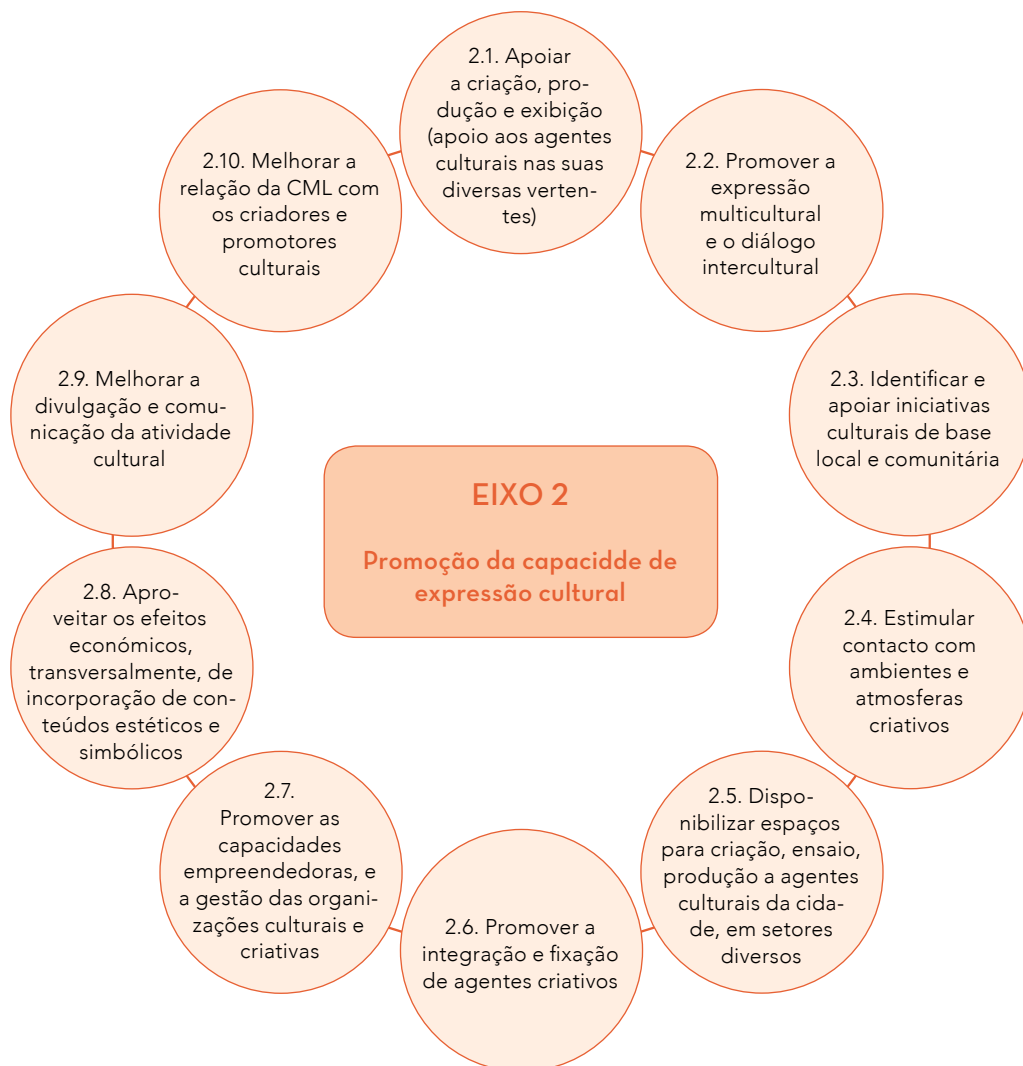 2.1. Apoiar
a criação, pro-
dução e exibição
(apoio aos agentes
culturais nas suas
diversas verten-
tes)
2.2. Promover a
expressão
multicultural
e o diálogo
intercultural
2.3. Identificar e
apoiar iniciativas
culturais de base
local e comunitária
2.4. Estimular
contacto com
ambientes e
atmosferas
criativos
2.5. Dispo-
nibilizar espaços
para criação, ensaio,
produção a agentes
culturais da cida-
de, em setores
diversos
2.6. Promover a
integração e fixação
de agentes criativos
2.7.
Promover as
capacidades
empreendedoras, e
a gestão das organi-
zações culturais e
criativas
2.8. Apro-
veitar os efeitos
económicos,
transversalmente, de
incorporação de con-
teúdos estéticos e
simbólicos
2.9. Melhorar a
divulgação e comu-
nicação da atividade
cultural
2.10. Melhorar a
relação da CML com
os criadores e
promotores
culturais
EIXO 2
Promoção da capacidde de
expressão cultural